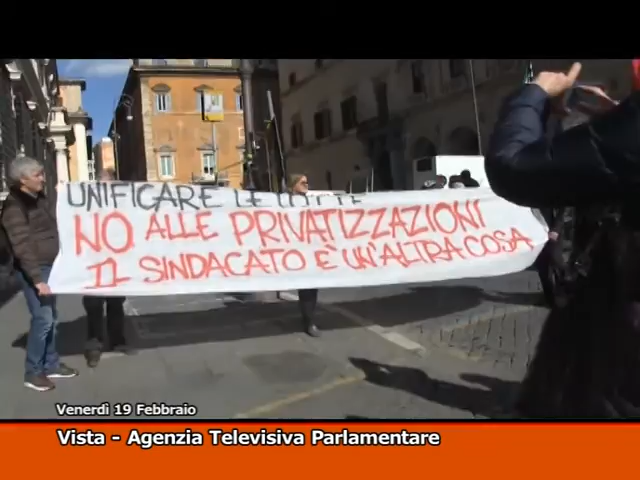 UNIFICARE LE LOTTE
NO ALLE PRIVATIZZAZIONI
IL SINDACATO È UN'ALTRA COSA
Venerdì 19 Febbraio
Vista - Agenzia Televisiva Parlamentare